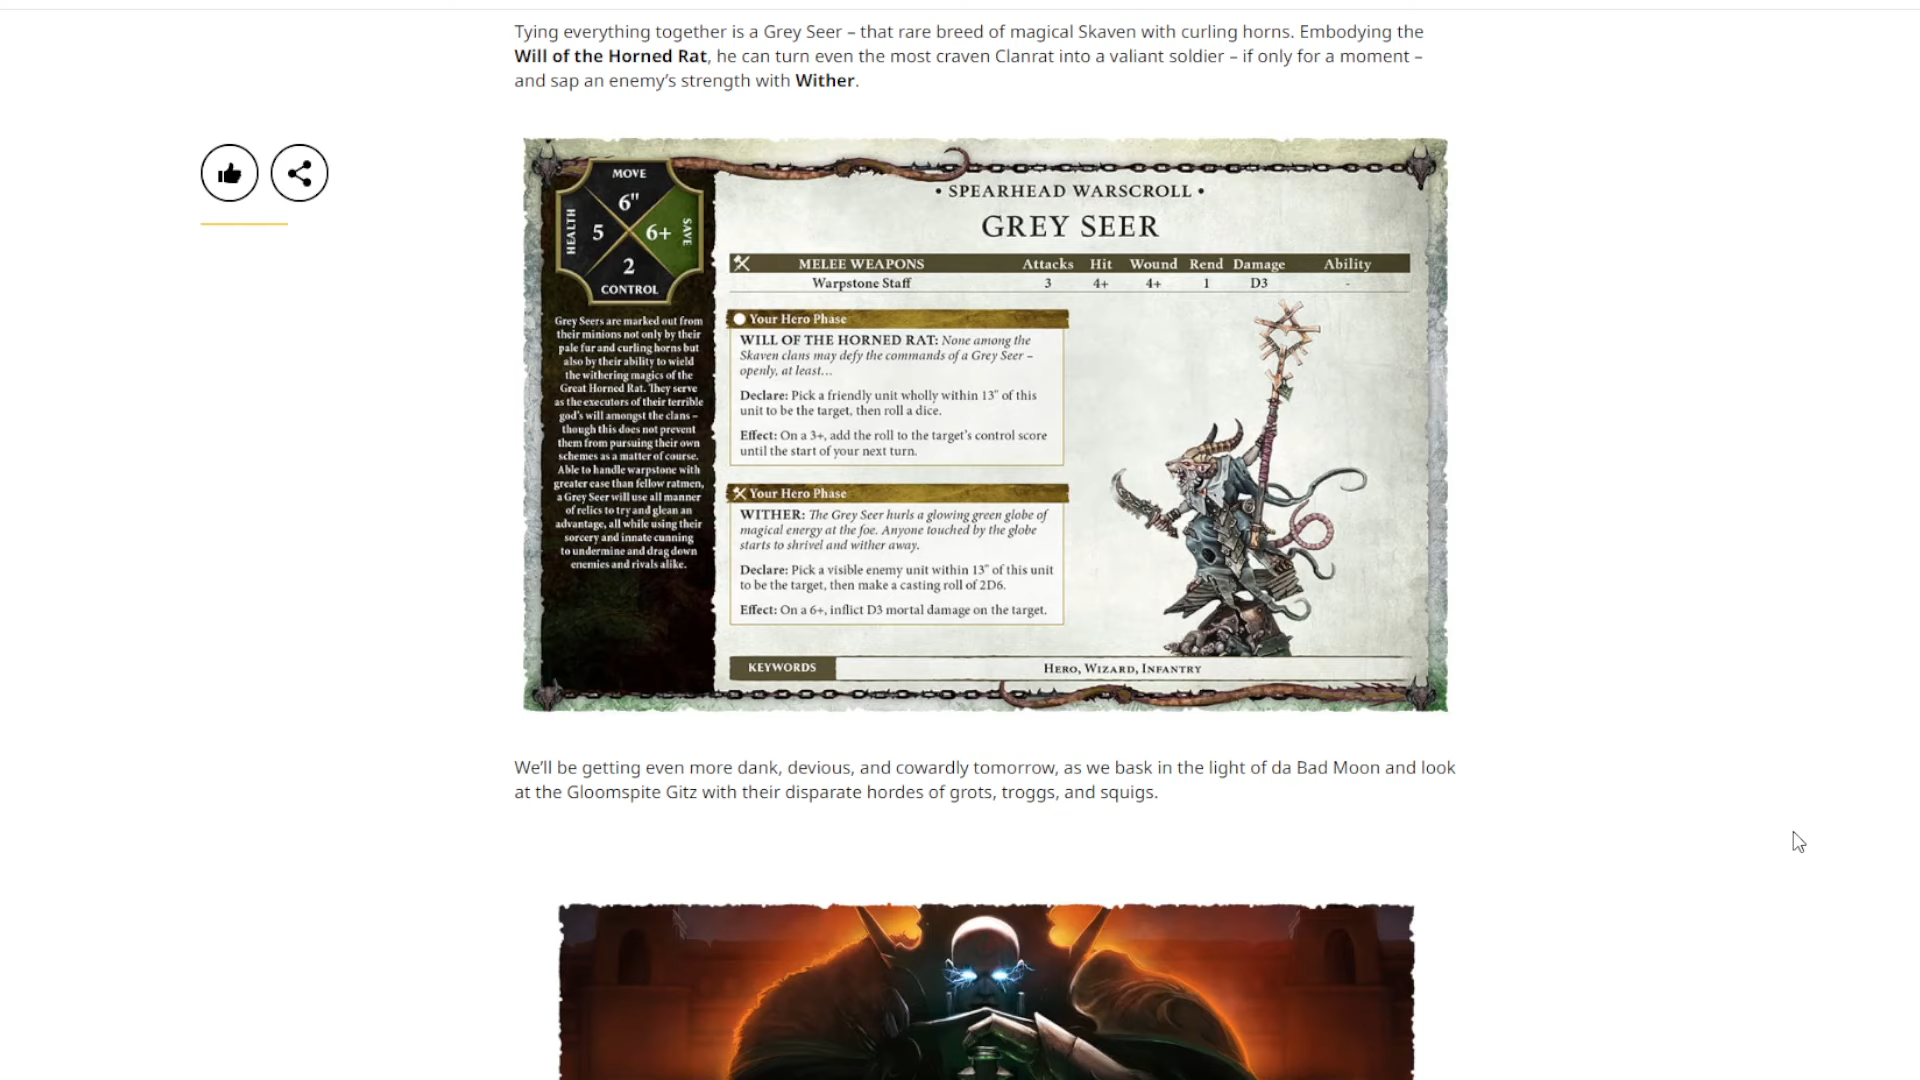 Tying everything together is a Grey Seer – that rare breed of magical Skaven with curling horns. Embodying the
Will of the Horned Rat, he can turn even the most craven Clanrat into a valiant soldier – if only for a moment –
and sap an enemy's strength with Wither.
MOVE
6"
HEALTH
5
6+
SAVE
2
CONTROL
Grey Seers are marked out from
their minions not only by their
pale fur and curling horns but
also by their ability to wield
the withering magics of the
Great Horned Rat. They serve
as the executors of their terrible
god's will amongst the clans –
though this does not prevent
them from pursuing their own
schemes as a matter of course.
Able to handle warpstone with
greater ease than fellow ratmen,
a Grey Seer will use all manner
of relics to try and glean an
advantage, all while using their
sorcery and innate cunning
to undermine and drag down
enemies and rivals alike.
• SPEARHEAD WARSCROLL •
GREY SEER
MELEE WEAPONS Attacks Hit Wound Rend Damage Ability
Warpstone Staff 3 4+ 4+ 1 D3 -
Your Hero Phase
WILL OF THE HORNED RAT: None among the
Skaven clans may defy the commands of a Grey Seer –
openly, at least...
Declare: Pick a friendly unit wholly within 13" of this
unit to be the target, then roll a dice.
Effect: On a 3+, add the roll to the target's control score
until the start of your next turn.
Your Hero Phase
WITHER: The Grey Seer hurls a glowing green globe of
magical energy at the foe. Anyone touched by the globe
starts to shrivel and wither away.
Declare: Pick a visible enemy unit within 13" of this unit
to be the target, then make a casting roll of 2D6.
Effect: On a 6+, inflict D3 mortal damage on the target.
KEYWORDS
HERO, WIZARD, INFANTRY
We'll be getting even more dank, devious, and cowardly tomorrow, as we bask in the light of da Bad Moon and look
at the Gloomspite Gitz with their disparate hordes of grots, troggs, and squigs.